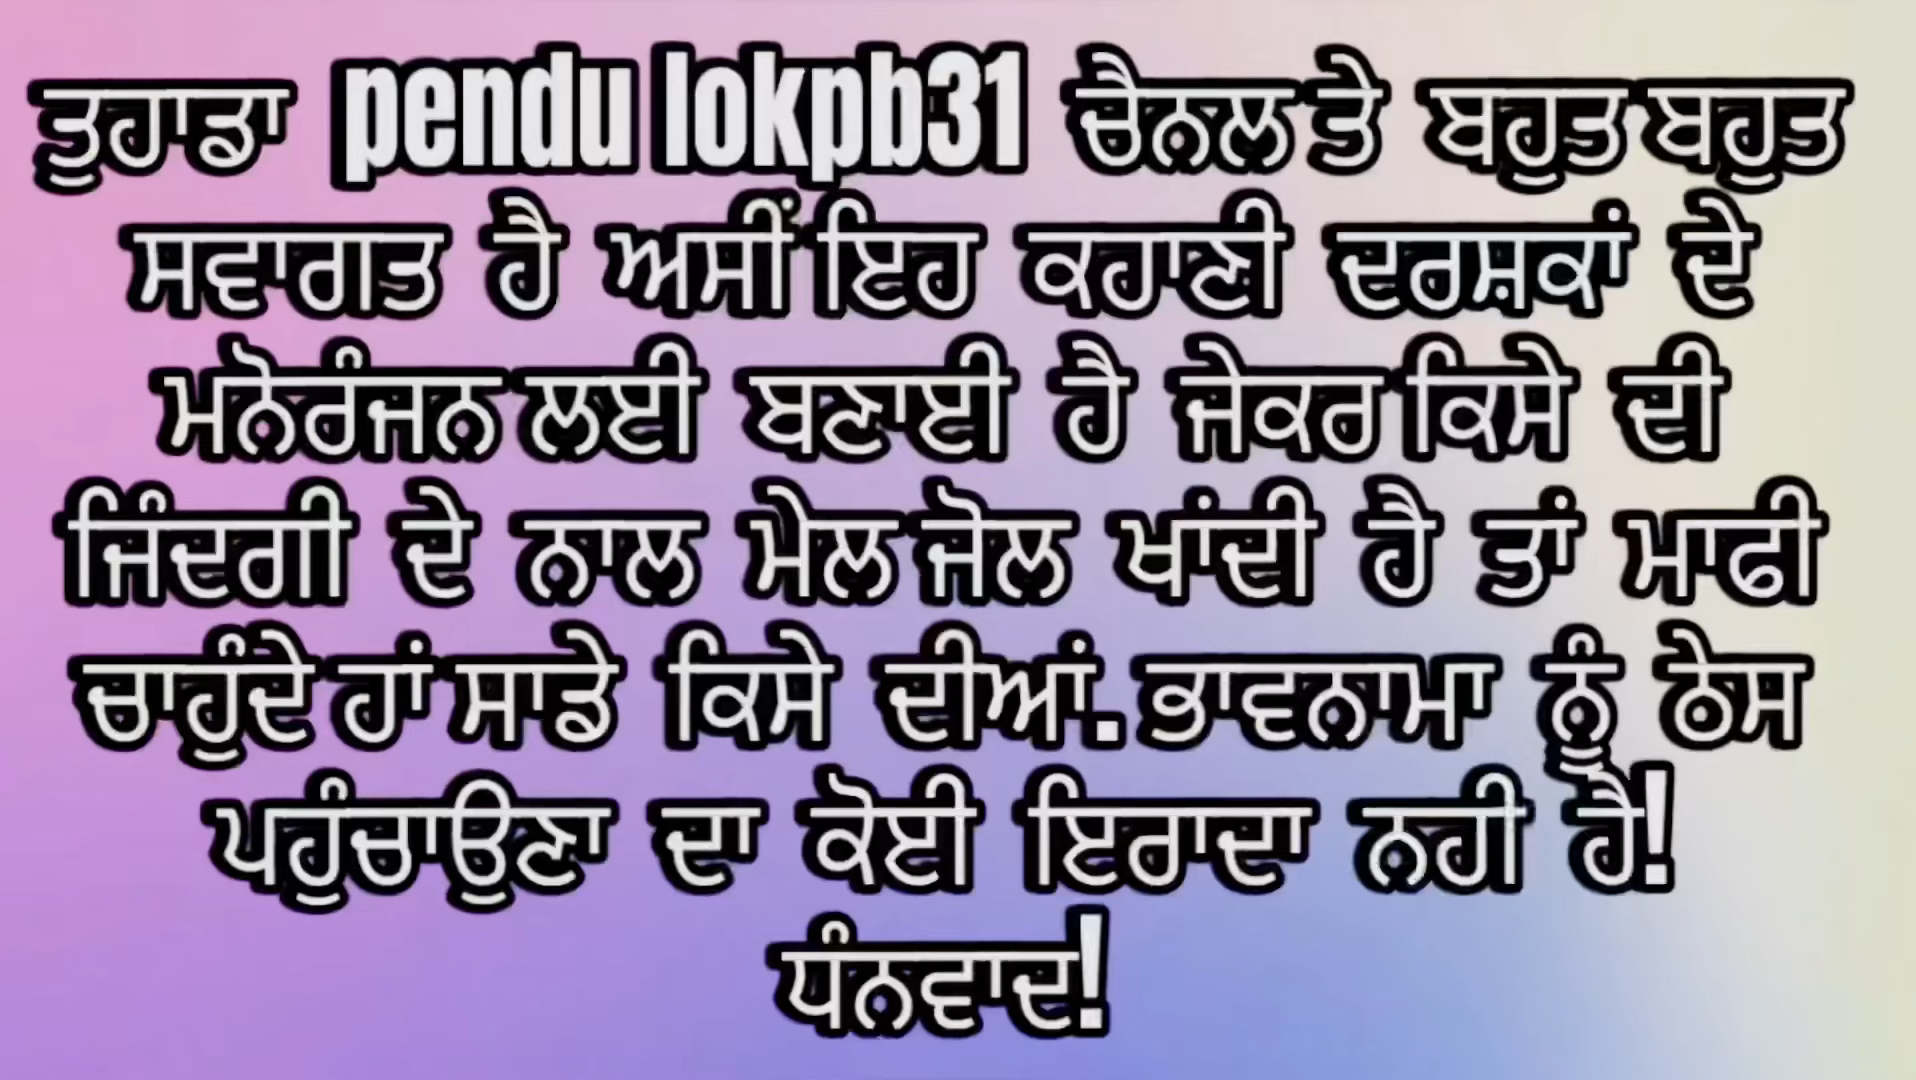 ਤੁਹਾਡਾ pendu lokpb31 ਚੈਨਲ ਤੇ ਬਹੁਤ ਬਹੁਤ
ਸਵਾਗਤ ਹੈ ਅਸੀਂ ਇਹ ਕਹਾਣੀ ਦਰਸ਼ਕਾਂ ਦੇ
ਮਨੋਰੰਜਨ ਲਈ ਬਣਾਈ ਹੈ ਜੇਕਰ ਕਿਸੇ ਦੀ
ਜਿੰਦਗੀ ਦੇ ਨਾਲ ਮੇਲ ਜੋਲ ਖਾਂਦੀ ਹੈ ਤਾਂ ਮਾਫੀ
ਚਾਹੁੰਦੇ ਹਾਂ ਸਾਡੇ ਕਿਸੇ ਦੀਆਂ. ਭਾਵਨਾਮਾ ਨੂੰ ਠੇਸ
ਪਹੁੰਚਾਉਣਾ ਦਾ ਕੋਈ ਇਰਾਦਾ ਨਹੀ ਹੈ!
ਧੰਨਵਾਦ!